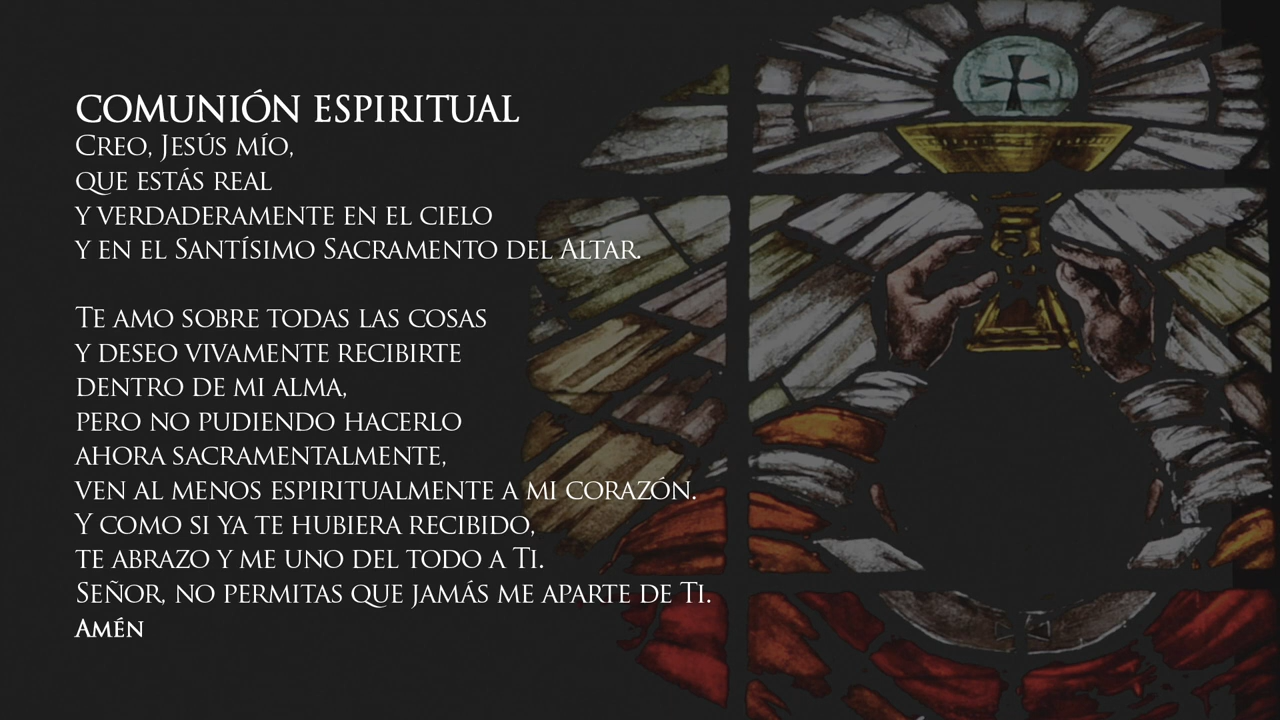 COMUNIÓN ESPIRITUAL
Creo, Jesús mío,
que estás real
y verdaderamente en el cielo
y en el Santísimo Sacramento del Altar.
Te amo sobre todas las cosas
y deseo vivamente recibirte
dentro de mi alma,
pero no pudiendo hacerlo
ahora sacramentalmente,
ven al menos espiritualmente a mi corazón.
Y como si ya te hubiera recibido,
te abrazo y me uno del todo a Ti.
Señor, no permitas que jamás me aparte de Ti.
Amén